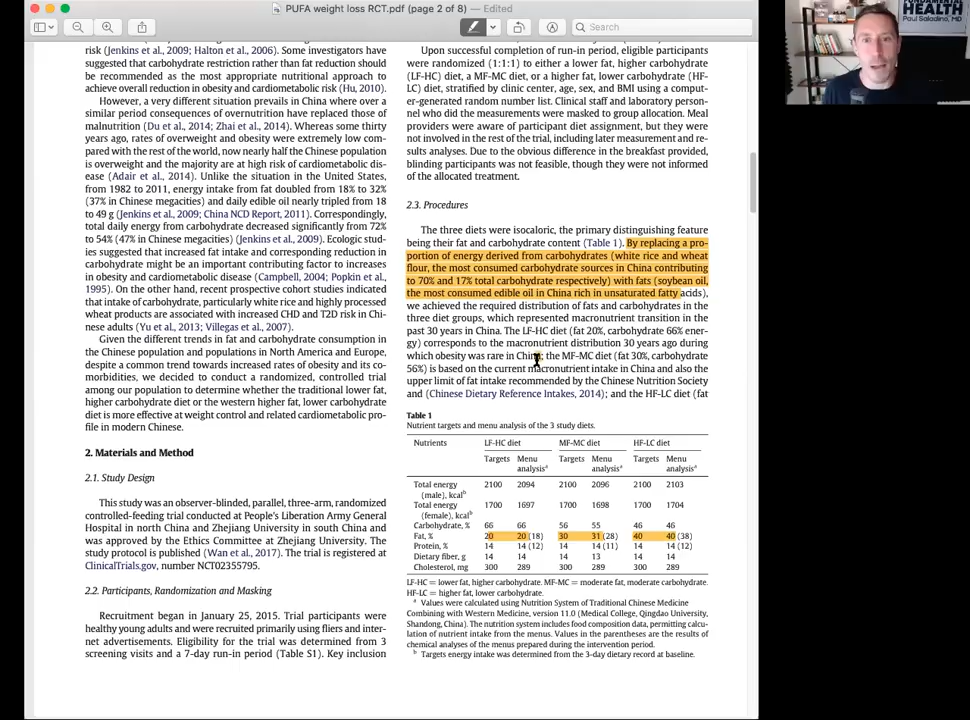 PUFA weight loss RCT.pdf (page 2 of 8) — Edited
Search
FUNDAMENTAL
HEALTH
Paul Saladino, M.D.
risk (Jenkins et al., 2009; Halton et al., 2006). Some investigators have
suggested that carbohydrate restriction rather than fat reduction should
be recommended as the most appropriate nutritional approach to
achieve overall reduction in obesity and cardiometabolic risk (Hu, 2010).
However, a very different situation prevails in China where over a
similar period consequences of overnutrition have replaced those of
malnutrition (Du et al., 2014; Zhai et al., 2014). Whereas some thirty
years ago, rates of overweight and obesity were extremely low com-
pared with the rest of the world, now nearly half the Chinese population
is overweight and the majority are at high risk of cardiometabolic dis-
ease (Adair et al., 2014). Unlike the situation in the United States,
from 1982 to 2011, energy intake from fat doubled from 18% to 32%
(37% in Chinese megacities) and daily edible oil nearly tripled from 18
to 49 g (Jenkins et al., 2009; China NCD Report, 2011). Correspondingly,
total daily energy from carbohydrate decreased significantly from 72%
to 54% (47% in Chinese megacities) (Jenkins et al., 2009). Ecologic stud-
ies suggested that increased fat intake and corresponding reduction in
carbohydrate might be an important contributing factor to increases
in obesity and cardiometabolic disease (Campbell, 2004; Popkin et al.,
1995). On the other hand, recent prospective cohort studies indicated
that intake of carbohydrate, particularly white rice and highly processed
wheat products are associated with increased CHD and T2D risk in Chi-
nese adults (Yu et al., 2013; Villegas et al., 2007).
Given the different trends in fat and carbohydrate consumption in
the Chinese population and populations in North America and Europe,
despite a common trend towards increased rates of obesity and its co-
morbidities, we decided to conduct a randomized, controlled trial
among our population to determine whether the traditional lower fat,
higher carbohydrate diet or the western higher fat, lower carbohydrate
diet is more effective at weight control and related cardiometabolic pro-
file in modern Chinese.
2. Materials and Method
2.1. Study Design
This study was an observer-blinded, parallel, three-arm, randomized
controlled-feeding trial conducted at People's Liberation Army General
Hospital in north China and Zhejiang University in south China and
was approved by the Ethics Committee at Zhejiang University. The
study protocol is published (Wan et al., 2017). The trial is registered at
ClinicalTrials.gov, number NCT02355795.
2.2. Participants, Randomization and Masking
Recruitment began in January 25, 2015. Trial participants were
healthy young adults and were recruited primarily using fliers and inter-
net advertisements. Eligibility for the trial was determined from 3
screening visits and a 7-day run-in period (Table S1). Key inclusion
Upon successful completion of run-in period, eligible participants
were randomized (1:1:1) to either a lower fat, higher carbohydrate
(LF-HC) diet, a MF-MC diet, or a higher fat, lower carbohydrate (HF-
LC) diet, stratified by clinic center, age, sex, and BMI using a comput-
er-generated random number list. Clinical staff and laboratory person-
nel who did the measurements were masked to group allocation. Meal
providers were aware of participant diet assignment, but they were
not involved in the rest of the trial, including later measurement and re-
sults analyses. Due to the obvious difference in the breakfast provided,
blinding participants was not feasible, though they were not informed
of the allocated treatment.
2.3. Procedures
The three diets were isocaloric, the primary distinguishing feature
being their fat and carbohydrate content (Table 1). By replacing a pro-
portion of energy derived from carbohydrates (white rice and wheat
flour, the most consumed carbohydrate sources in China contributing
to 70% and 17% total carbohydrate respectively) with fats (soybean oil,
the most consumed edible oil in China rich in unsaturated fatty acids),
we achieved the required distribution of fats and carbohydrates in the
three diet groups, which represented macronutrient transition in the
past 30 years in China. The LF-HC diet (fat 20%, carbohydrate 66% ener-
gy) corresponds to the macronutrient distribution 30 years ago during
which obesity was rare in China; the MF-MC diet (fat 30%, carbohydrate
56%) is based on the current macronutrient intake in China and also the
upper limit of fat intake recommended by the Chinese Nutrition Society
and (Chinese Dietary Reference Intakes, 2014); and the HF-LC diet (fat
Table 1
Nutrient targets and menu analysis of the 3 study diets.
Nutrients LF-HC diet MF-MC diet HF-LC diet
Targets Menu analysisᵃ Targets Menu analysisᵃ Targets Menu analysisᵃ
Total energy (male), kcalᵇ 2100 2094 2100 2096 2100 2103
Total energy (female), kcalᵇ 1700 1697 1700 1698 1700 1704
Carbohydrate, % 66 66 56 55 46 46
Fat, % 20 20 (18) 30 31 (28) 40 40 (38)
Protein, % 14 14 (12) 14 14 (11) 14 14 (12)
Dietary fiber, g 14 14 14 13 14 14
Cholesterol, mg 300 289 300 289 300 289
LF-HC = lower fat, higher carbohydrate. MF-MC = moderate fat, moderate carbohydrate.
HF-LC = higher fat, lower carbohydrate.
ᵃ Values were calculated using Nutrition System of Traditional Chinese Medicine
Combining with Western Medicine, version 11.0 (Medical College, Qingdao University,
Shandong, China). The nutrition system includes food composition data, permitting calcu-
lation of nutrient intake from the menus. Values in the parentheses are the results of
chemical analyses of the menus prepared during the intervention period.
ᵇ Targets energy intake was determined from the 3-day dietary record at baseline.